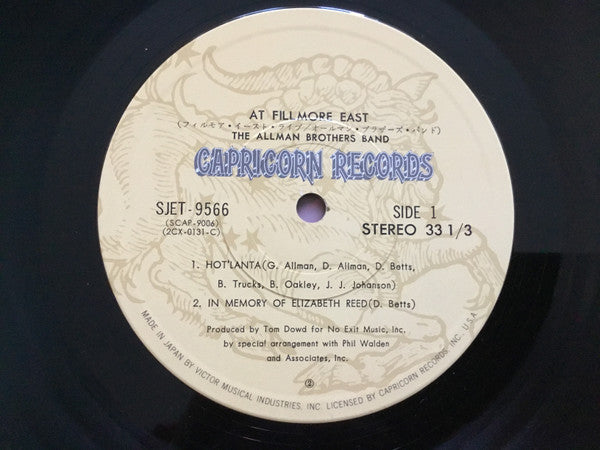 AT FILLMORE EAST
(フィルモア・イースト・ライヴ/オールマン・ブラザーズ・バンド)
THE ALLMAN BROTHERS BAND
CAPRICORN RECORDS
SJET-9566
(SCAP-9006)
(2CX-0131-C)
SIDE 1
STEREO 33 1/3
1. HOT'LANTA(G. Allman, D. Allman, D. Betts,
B. Trucks, B. Oakley, J. J. Johanson)
2. IN MEMORY OF ELIZABETH REED(D. Betts)
Produced by Tom Dowd for No Exit Music, Inc.
by special arrangement with Phil Walden
and Associates, Inc.
②
MADE IN JAPAN BY VICTOR MUSICAL INDUSTRIES, INC. LICENSED BY CAPRICORN RECORDS INC. U.S.A.